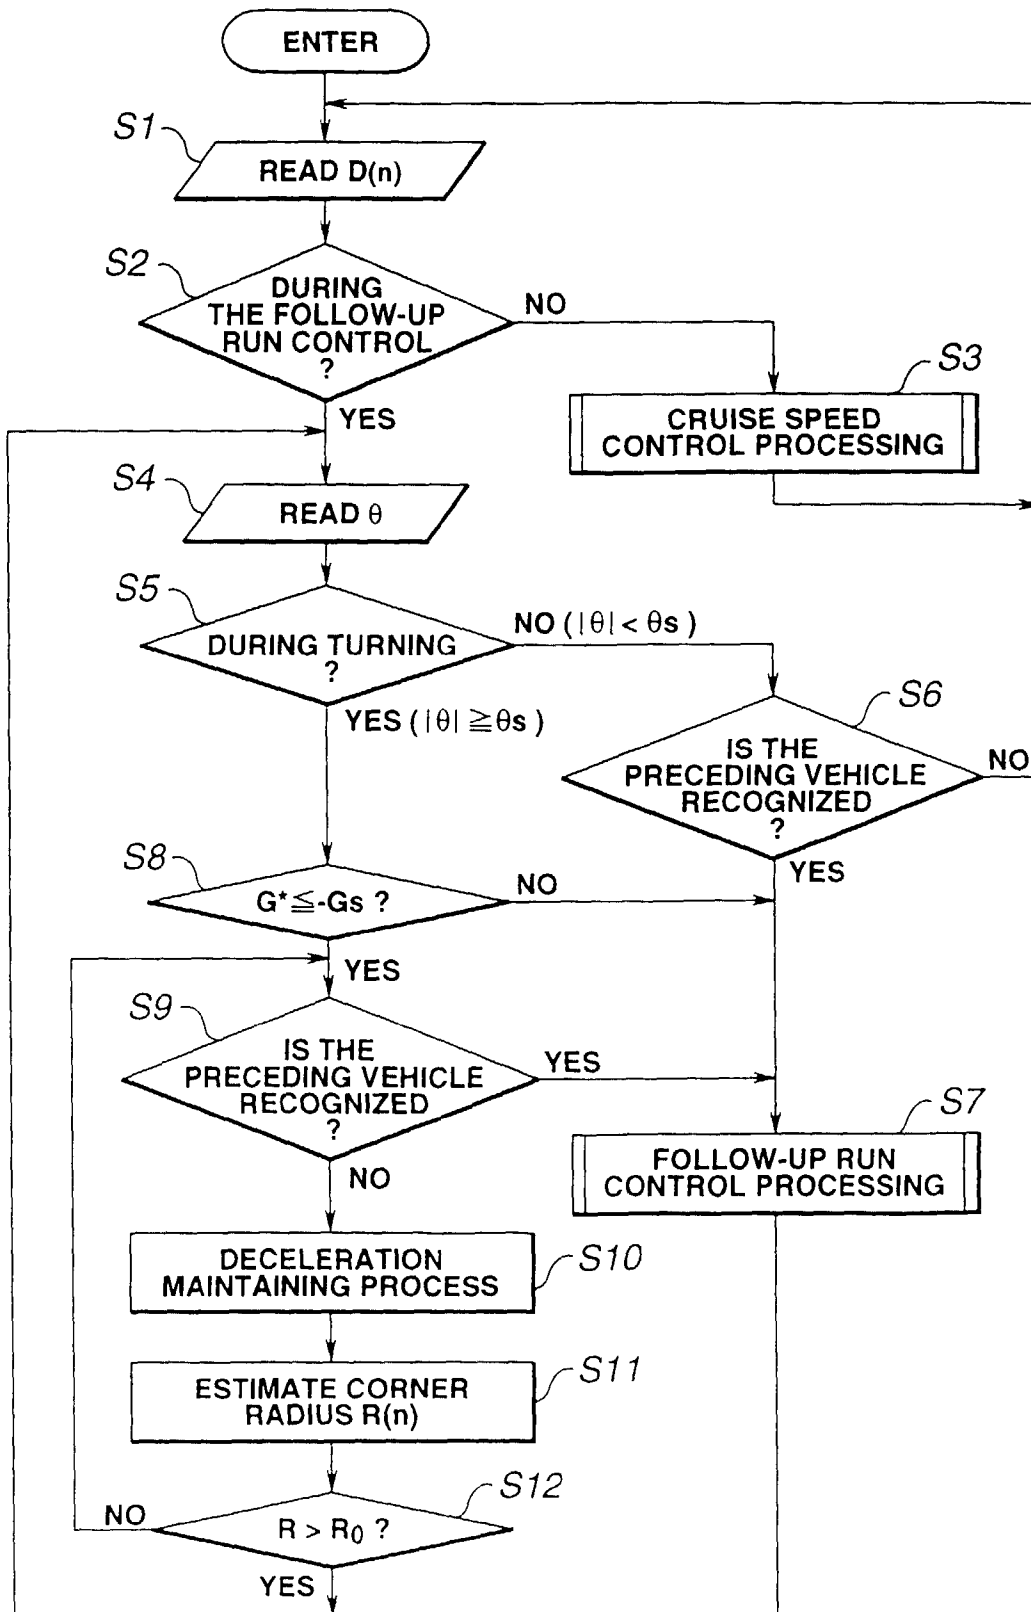 ENTER
S1
READ D(n)
S2
DURING
THE FOLLOW-UP
RUN CONTROL
?
NO
YES
S3
CRUISE SPEED
CONTROL PROCESSING
S4
READ θ
S5
DURING TURNING
?
NO (|θ| < θs)
YES (|θ| ≧ θs)
S6
IS THE
PRECEDING VEHICLE
RECOGNIZED
?
NO
YES
S8
G* ≦ -Gs ?
NO
YES
S9
IS THE
PRECEDING VEHICLE
RECOGNIZED
?
YES
NO
S7
FOLLOW-UP RUN
CONTROL PROCESSING
S10
DECELERATION
MAINTAINING PROCESS
S11
ESTIMATE CORNER
RADIUS R(n)
S12
R > R0 ?
NO
YES